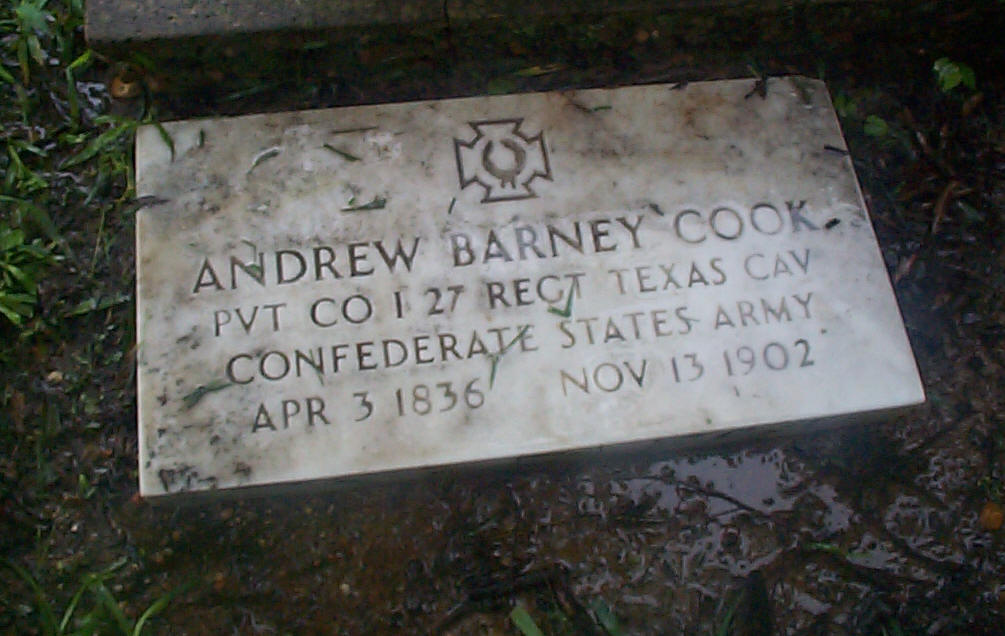 ANDREW BARNEY COOK
PVT CO I 27 REGT TEXAS CAV
CONFEDERATE STATES ARMY
APR 3 1836 NOV 13 1902